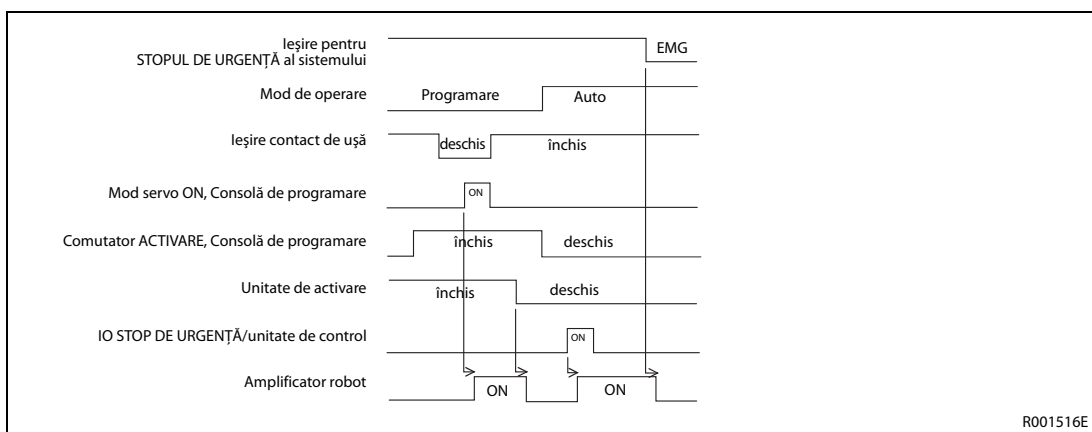 Ieşire pentru
STOPUL DE URGENŢĂ al sistemului
EMG
Mod de operare
Programare
Auto
Ieşire contact de uşă
deschis
închis
Mod servo ON, Consolă de programare
ON
Comutator ACTIVARE, Consolă de programare
închis
deschis
Unitate de activare
închis
deschis
IO STOP DE URGENŢĂ/unitate de control
ON
Amplificator robot
ON
ON
R001516E